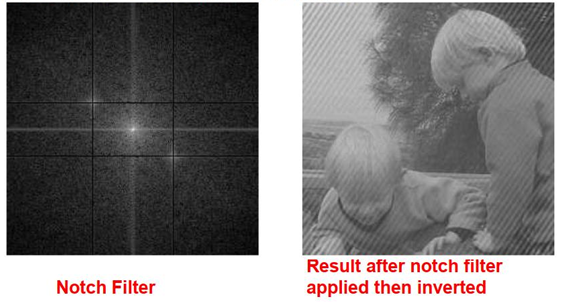 Notch Filter
Result after notch filter
applied then inverted